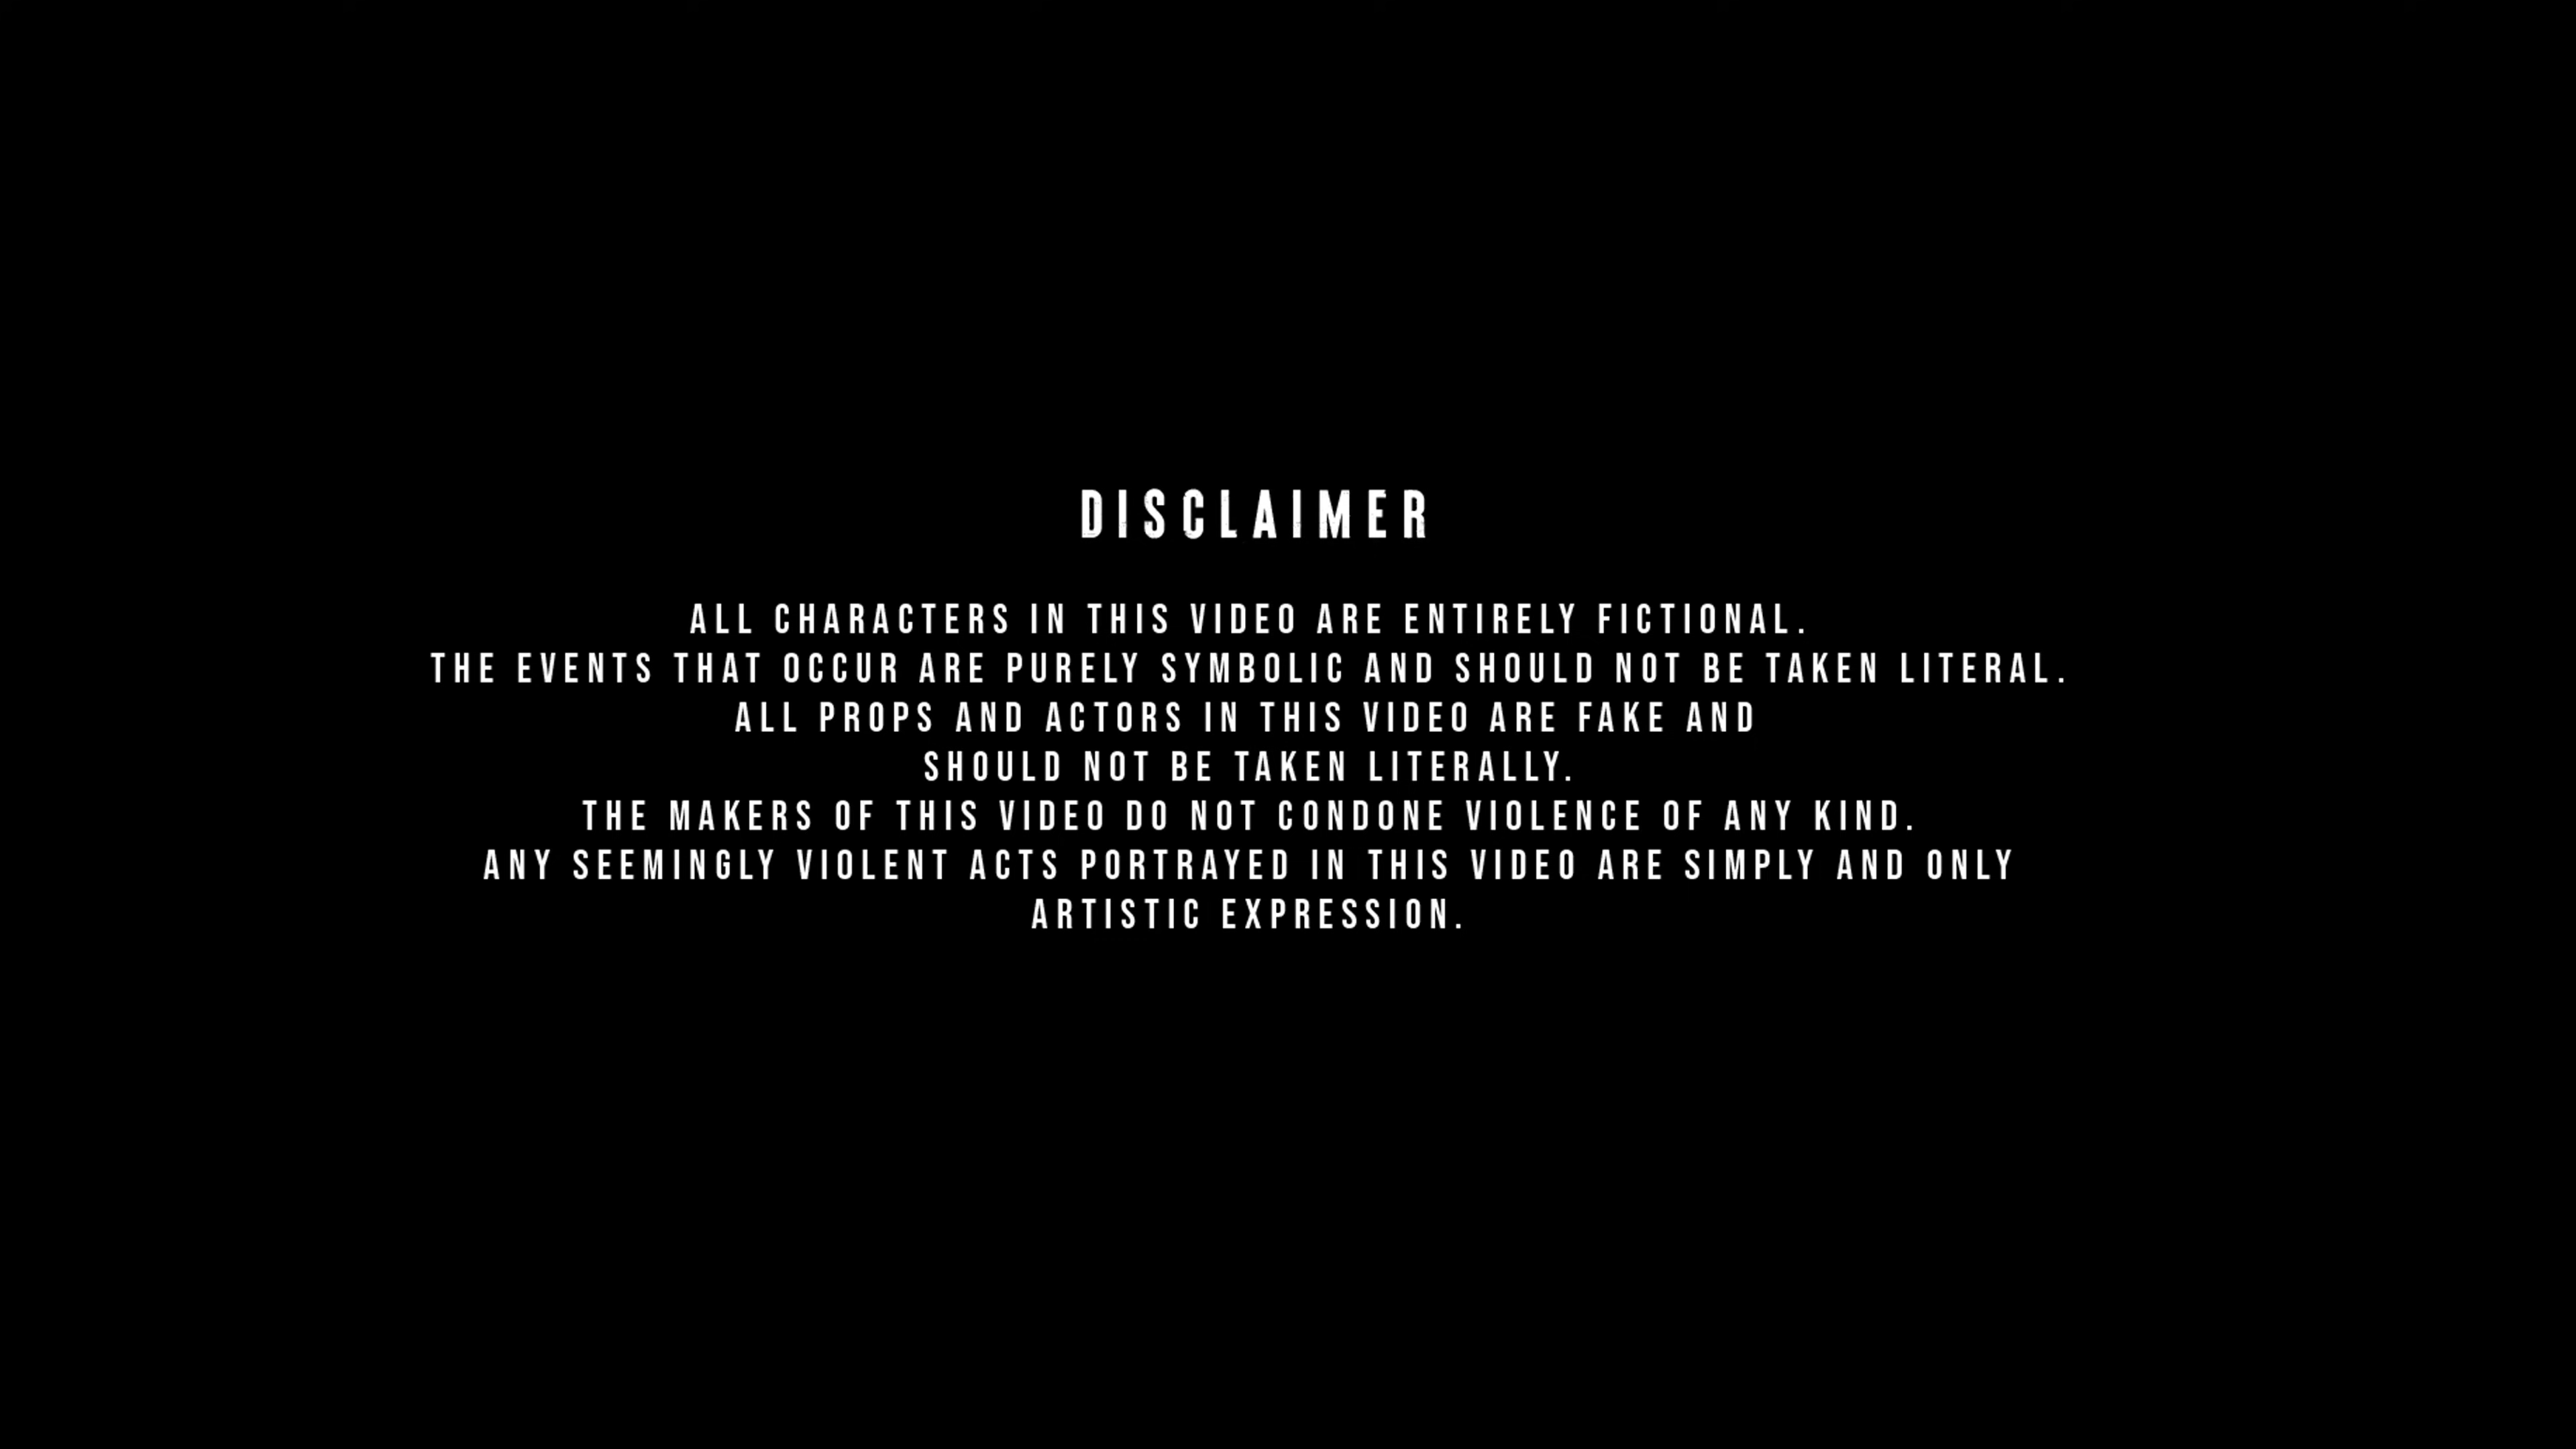 DISCLAIMER
ALL CHARACTERS IN THIS VIDEO ARE ENTIRELY FICTIONAL.
THE EVENTS THAT OCCUR ARE PURELY SYMBOLIC AND SHOULD NOT BE TAKEN LITERAL.
ALL PROPS AND ACTORS IN THIS VIDEO ARE FAKE AND
SHOULD NOT BE TAKEN LITERALLY.
THE MAKERS OF THIS VIDEO DO NOT CONDONE VIOLENCE OF ANY KIND.
ANY SEEMINGLY VIOLENT ACTS PORTRAYED IN THIS VIDEO ARE SIMPLY AND ONLY
ARTISTIC EXPRESSION.